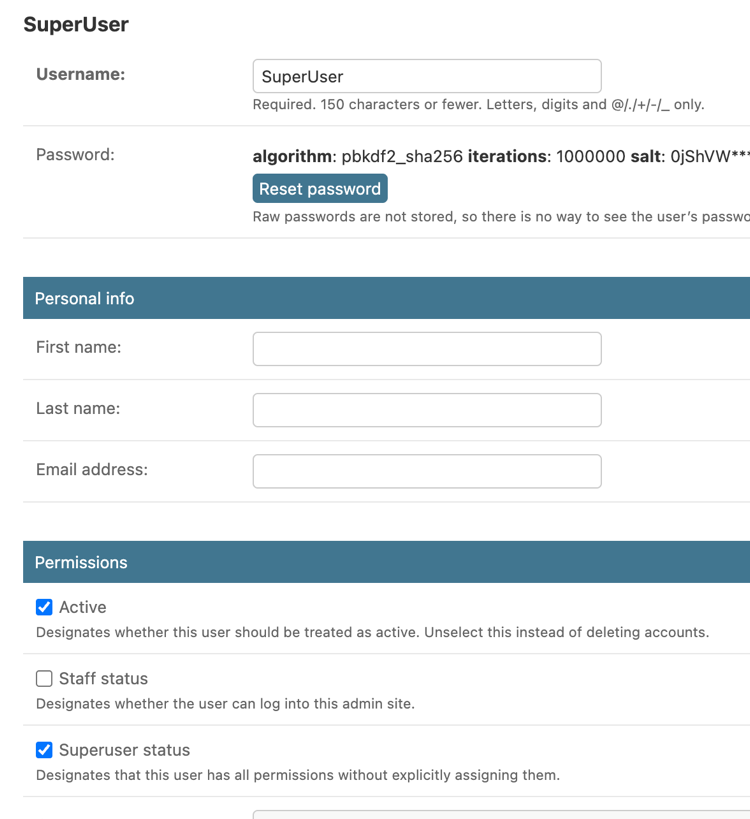 SuperUser
Username:
SuperUser
Required. 150 characters or fewer. Letters, digits and @/./+/-/_ only.
Password:
algorithm: pbkdf2_sha256 iterations: 1000000 salt: 0jShVW***
Reset password
Raw passwords are not stored, so there is no way to see the user’s
Personal info
First name:
Last name:
Email address:
Permissions
Active
Designates whether this user should be treated as active. Unselect this instead of deleting accounts.
Staff status
Designates whether the user can log into this admin site.
Superuser status
Designates that this user has all permissions without explicitly assigning them.